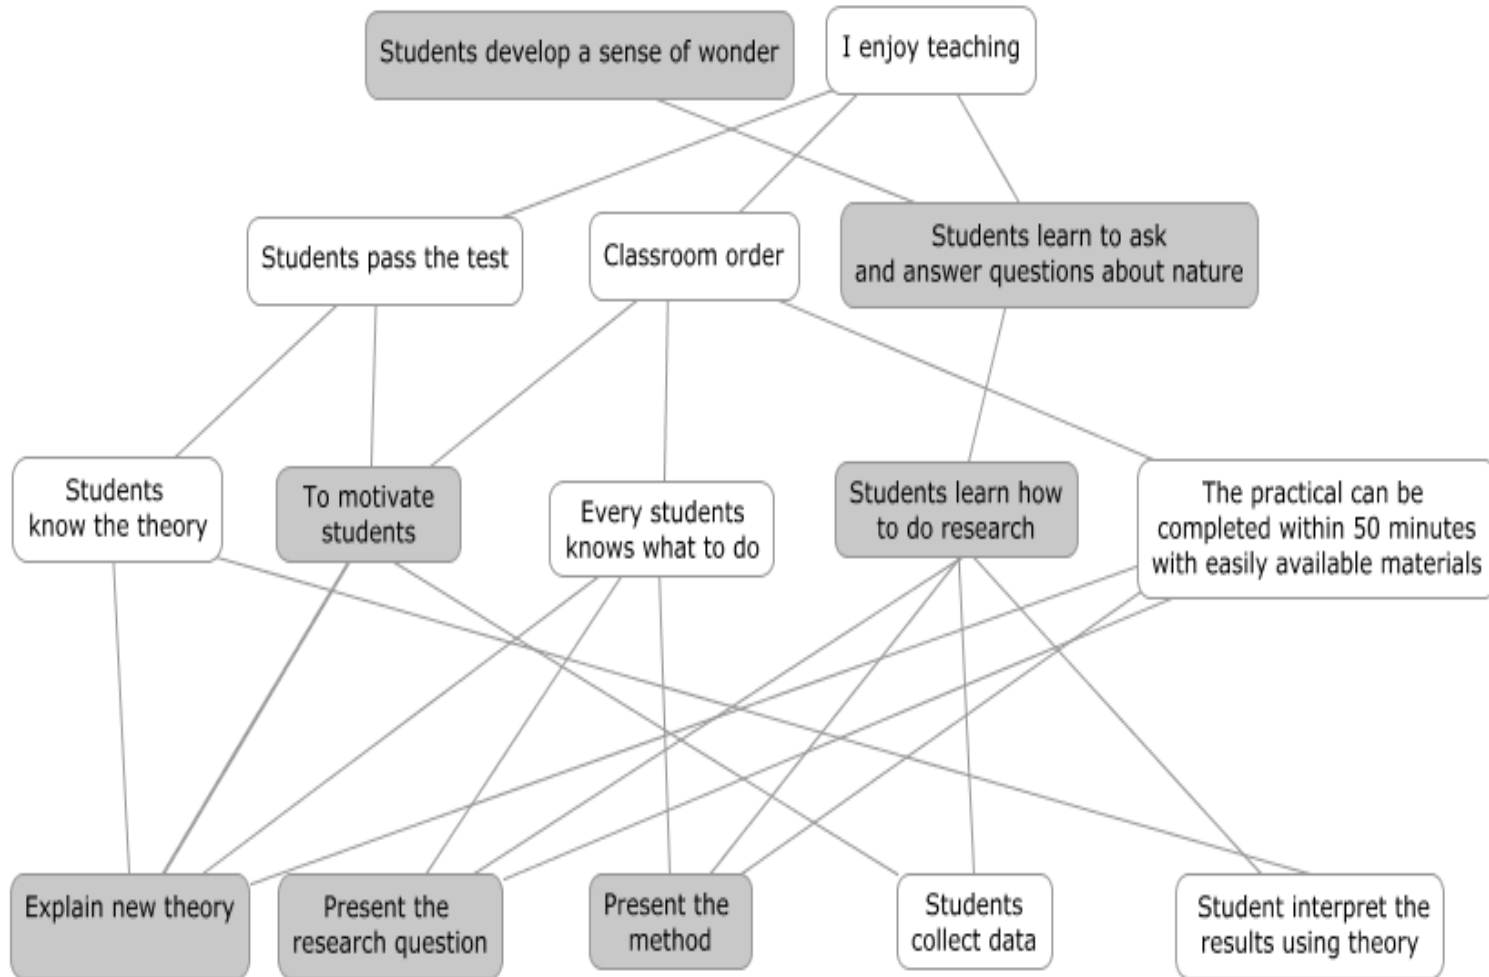 Students develop a sense of wonder
I enjoy teaching
Students pass the test
Classroom order
Students learn to ask
and answer questions about nature
Students
know the theory
To motivate
students
Every students
knows what to do
Students learn how
to do research
The practical can be
completed within 50 minutes
with easily available materials
Explain new theory
Present the
research question
Present the
method
Students
collect data
Student interpret the
results using theory